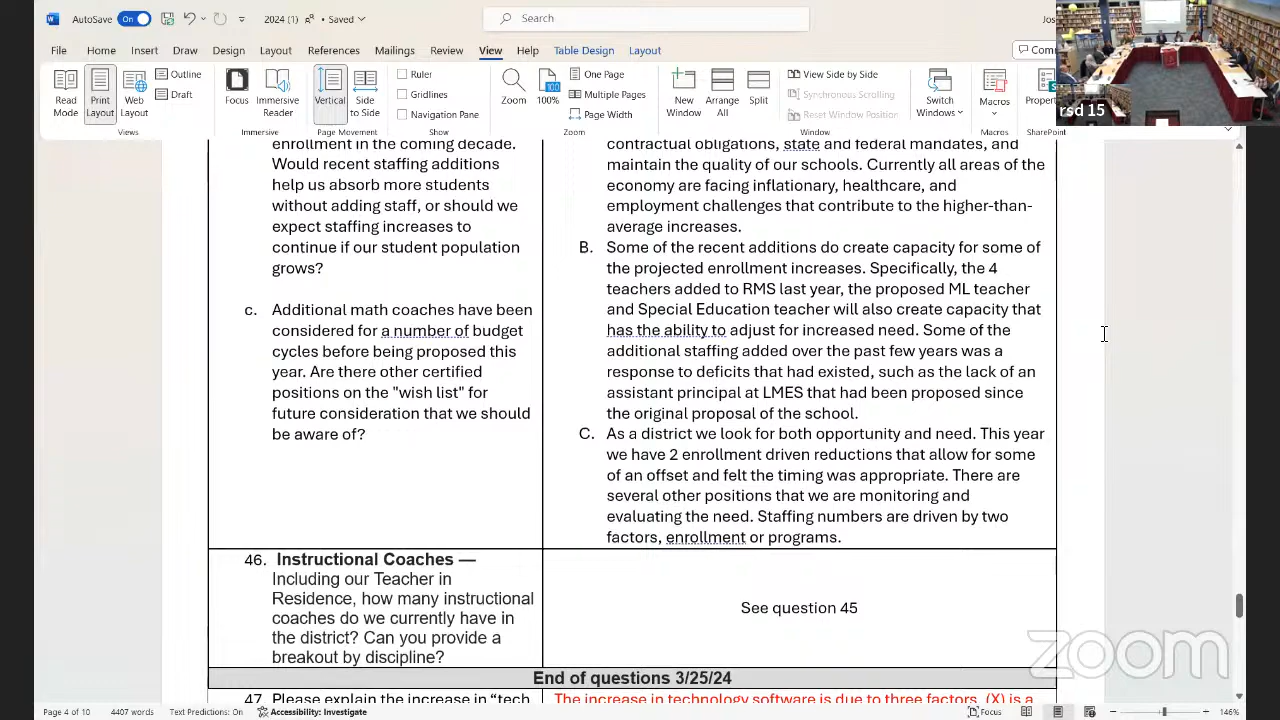 AutoSave On 2024 (1) • Saved Search Jos
File Home Insert Draw Design Layout References Mailings Review View Help Table Design Layout
Read Mode Print Layout Web Layout Outline Draft Focus Immersive Reader Vertical Side to Side Ruler Gridlines Navigation Pane Zoom 100% One Page Multiple Pages Page Width New Window Arrange All Split View Side by Side Synchronous Scrolling Reset Window Position Switch Windows Macros
Views Immersive Page Movement Show Zoom Window Macros SharePoint
rsd 15
enrollment in the coming decade.
Would recent staffing additions
help us absorb more students
without adding staff, or should we
expect staffing increases to
continue if our student population
grows?
c. Additional math coaches have been
considered for a number of budget
cycles before being proposed this
year. Are there other certified
positions on the "wish list" for
future consideration that we should
be aware of?
contractual obligations, state and federal mandates, and
maintain the quality of our schools. Currently all areas of the
economy are facing inflationary, healthcare, and
employment challenges that contribute to the higher-than-
average increases.
B. Some of the recent additions do create capacity for some of
the projected enrollment increases. Specifically, the 4
teachers added to RMS last year, the proposed ML teacher
and Special Education teacher will also create capacity that
has the ability to adjust for increased need. Some of the
additional staffing added over the past few years was a
response to deficits that had existed, such as the lack of an
assistant principal at LMES that had been proposed since
the original proposal of the school.
C. As a district we look for both opportunity and need. This year
we have 2 enrollment driven reductions that allow for some
of an offset and felt the timing was appropriate. There are
several other positions that we are monitoring and
evaluating the need. Staffing numbers are driven by two
factors, enrollment or programs.
46. Instructional Coaches —
Including our Teacher in
Residence, how many instructional
coaches do we currently have in
the district? Can you provide a
breakout by discipline?
See question 45
End of questions 3/25/24
47. Please explain the increase in “tech
The increase in technology software is due to three factors. (X) is a
zoom
Page 4 of 10 4407 words Text Predictions: On Accessibility: Investigate Focus 146%